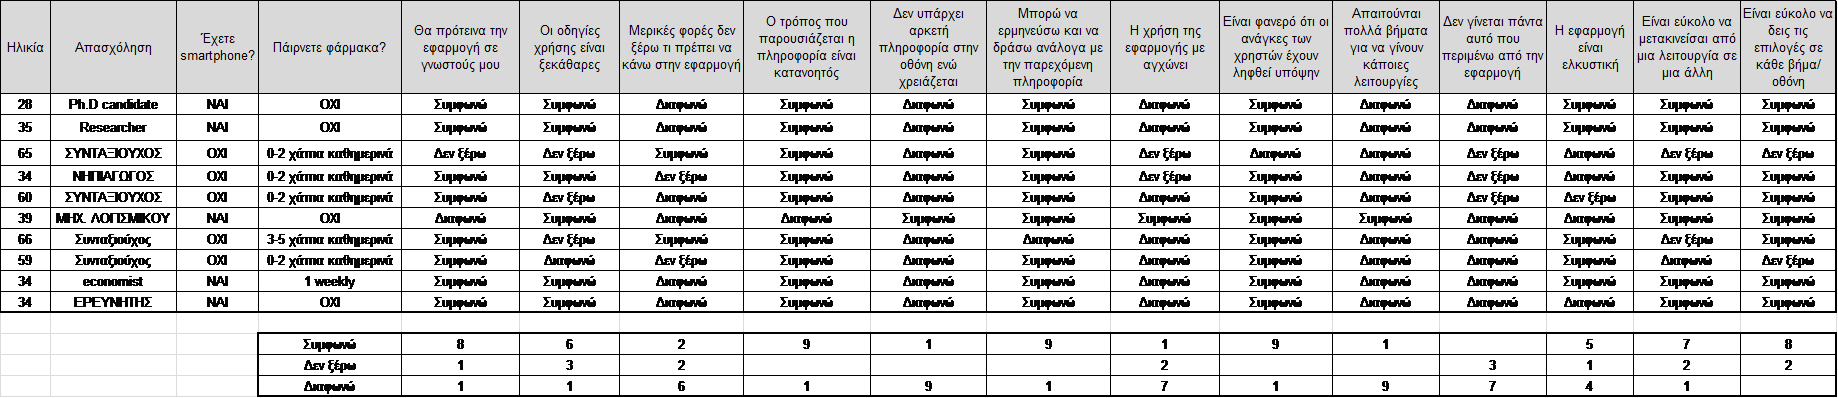 Ηλικία Απασχόληση Έχετε smartphone? Πάιρνετε φάρμακα? Θα πρότεινα την εφαρμογή σε γνωστούς μου Οι οδηγίες χρήσης είναι ξεκάθαρες Μερικές φορές δεν ξέρω τι πρέπει να κάνω στην εφαρμογή Ο τρόπος που παρουσιάζεται η πληροφορία είναι κατανοητός Δεν υπάρχει αρκετή πληροφορία στην οθόνη ενώ χρειάζεται Μπορώ να ερμηνεύσω και να δράσω ανάλογα με την παρεχόμενη πληροφορία Η χρήση της εφαρμογής με αγχώνει Είναι φανερό ότι οι ανάγκες των χρηστών έχουν ληφθεί υπόψην Απαιτούνται πολλά βήματα για να γίνουν κάποιες λειτουργίες Δεν γίνεται πάντα αυτό που περιμένω από την εφαρμογή Η εφαρμογή είναι ελκυστική Είναι εύκολο να μετακινείσαι από μια λειτουργία σε μια άλλη Είναι εύκολο να δεις τις επιλογές σε κάθε βήμα/οθόνη
28 Ph.D candidate ΝΑΙ ΟΧΙ Συμφωνώ Συμφωνώ Διαφωνώ Συμφωνώ Διαφωνώ Συμφωνώ Διαφωνώ Συμφωνώ Διαφωνώ Διαφωνώ Συμφωνώ Συμφωνώ Συμφωνώ
35 Researcher ΝΑΙ ΟΧΙ Συμφωνώ Συμφωνώ Διαφωνώ Συμφωνώ Διαφωνώ Συμφωνώ Διαφωνώ Συμφωνώ Διαφωνώ Διαφωνώ Συμφωνώ Συμφωνώ Συμφωνώ
65 ΣΥΝΤΑΞΙΟΥΧΟΣ ΟΧΙ 0-2 χάπια καθημερινά Δεν ξέρω Δεν ξέρω Συμφωνώ Συμφωνώ Διαφωνώ Συμφωνώ Δεν ξέρω Διαφωνώ Διαφωνώ Δεν ξέρω Διαφωνώ Δεν ξέρω Δεν ξέρω
34 ΝΗΠΙΑΓΩΓΟΣ ΟΧΙ 0-2 χάπια καθημερινά Συμφωνώ Συμφωνώ Δεν ξέρω Συμφωνώ Διαφωνώ Συμφωνώ Δεν ξέρω Συμφωνώ Διαφωνώ Δεν ξέρω Διαφωνώ Συμφωνώ Συμφωνώ
60 ΣΥΝΤΑΞΙΟΥΧΟΣ ΟΧΙ 0-2 χάπια καθημερινά Συμφωνώ Δεν ξέρω Διαφωνώ Συμφωνώ Διαφωνώ Συμφωνώ Διαφωνώ Συμφωνώ Διαφωνώ Δεν ξέρω Δεν ξέρω Συμφωνώ Συμφωνώ
39 ΜΗΧ. ΛΟΓΙΣΜΙΚΟΥ ΝΑΙ ΟΧΙ Διαφωνώ Συμφωνώ Διαφωνώ Διαφωνώ Συμφωνώ Συμφωνώ Συμφωνώ Συμφωνώ Συμφωνώ Διαφωνώ Διαφωνώ Συμφωνώ Συμφωνώ
66 Συνταξιούχος ΟΧΙ 3-5 χάπια καθημερινά Συμφωνώ Δεν ξέρω Συμφωνώ Συμφωνώ Διαφωνώ Διαφωνώ Διαφωνώ Συμφωνώ Διαφωνώ Διαφωνώ Συμφωνώ Δεν ξέρω Συμφωνώ
59 Συνταξιούχος ΟΧΙ 0-2 χάπια καθημερινά Συμφωνώ Διαφωνώ Δεν ξέρω Συμφωνώ Διαφωνώ Συμφωνώ Διαφωνώ Συμφωνώ Διαφωνώ Διαφωνώ Συμφωνώ Διαφωνώ Δεν ξέρω
34 economist ΝΑΙ 1 weekly Συμφωνώ Συμφωνώ Διαφωνώ Συμφωνώ Διαφωνώ Συμφωνώ Διαφωνώ Συμφωνώ Διαφωνώ Διαφωνώ Συμφωνώ Συμφωνώ Συμφωνώ
34 ΕΡΕΥΝΗΤΗΣ ΝΑΙ ΟΧΙ Συμφωνώ Συμφωνώ Διαφωνώ Συμφωνώ Διαφωνώ Συμφωνώ Διαφωνώ Συμφωνώ Διαφωνώ Διαφωνώ Διαφωνώ Συμφωνώ Συμφωνώ
Συμφωνώ 8 6 2 9 1 9 1 9 1 5 7 8
Δεν ξέρω 1 3 2 2 3 1 2 2
Διαφωνώ 1 1 6 1 9 1 7 1 9 7 4 1